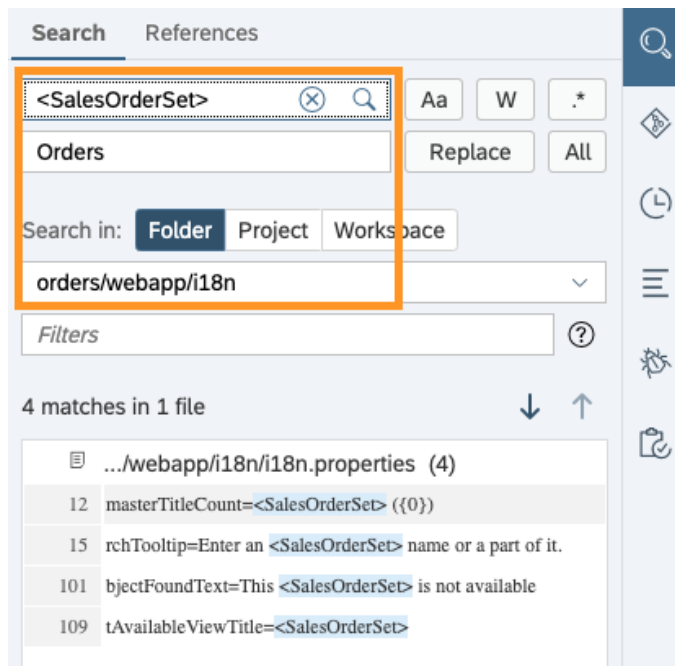 Search References
<SalesOrderSet> Aa W .*
Orders Replace All
Search in: Folder Project Workspace
orders/webapp/i18n
Filters ?
4 matches in 1 file
.../webapp/i18n/i18n.properties (4)
12 masterTitleCount=<SalesOrderSet> ({0})
15 rchTooltip=Enter an <SalesOrderSet> name or a part of it.
101 bjectFoundText=This <SalesOrderSet> is not available
109 tAvailableViewTitle=<SalesOrderSet>